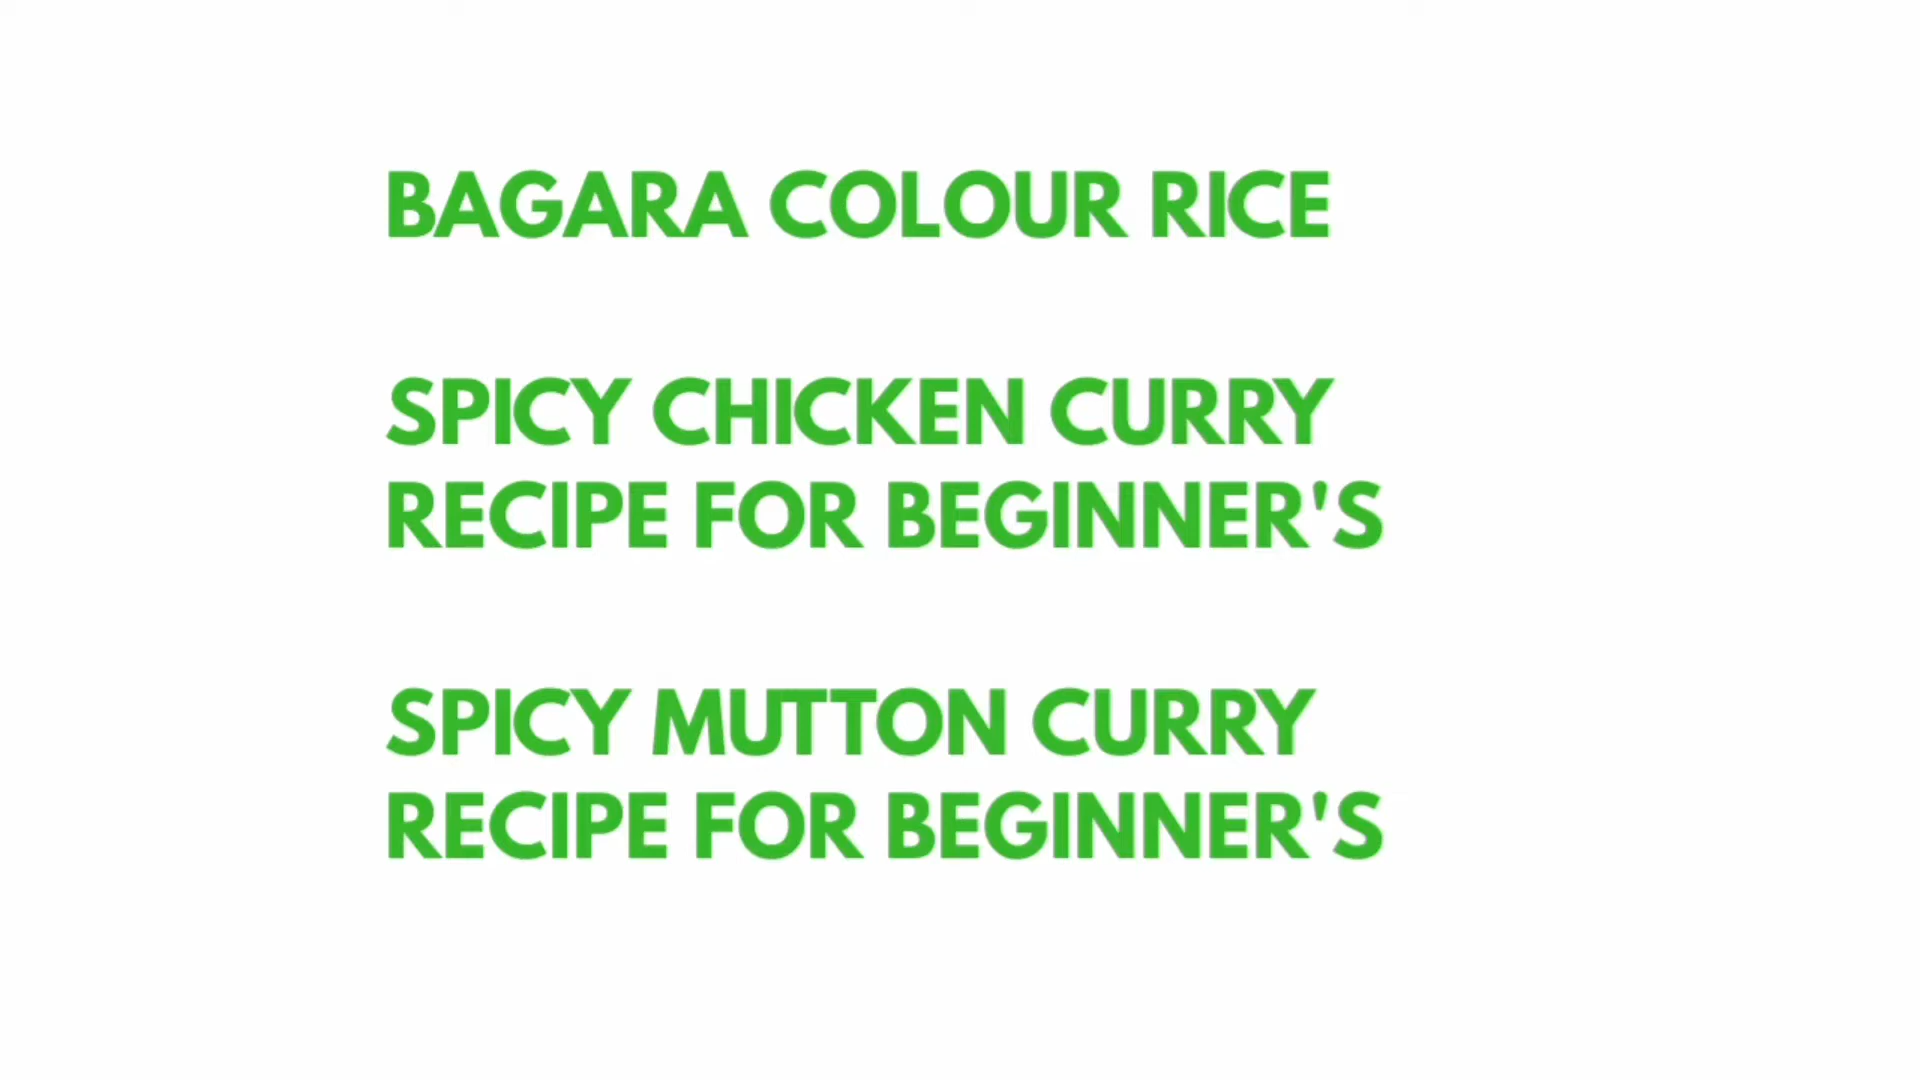 BAGARA COLOUR RICE
SPICY CHICKEN CURRY
RECIPE FOR BEGINNER'S
SPICY MUTTON CURRY
RECIPE FOR BEGINNER'S